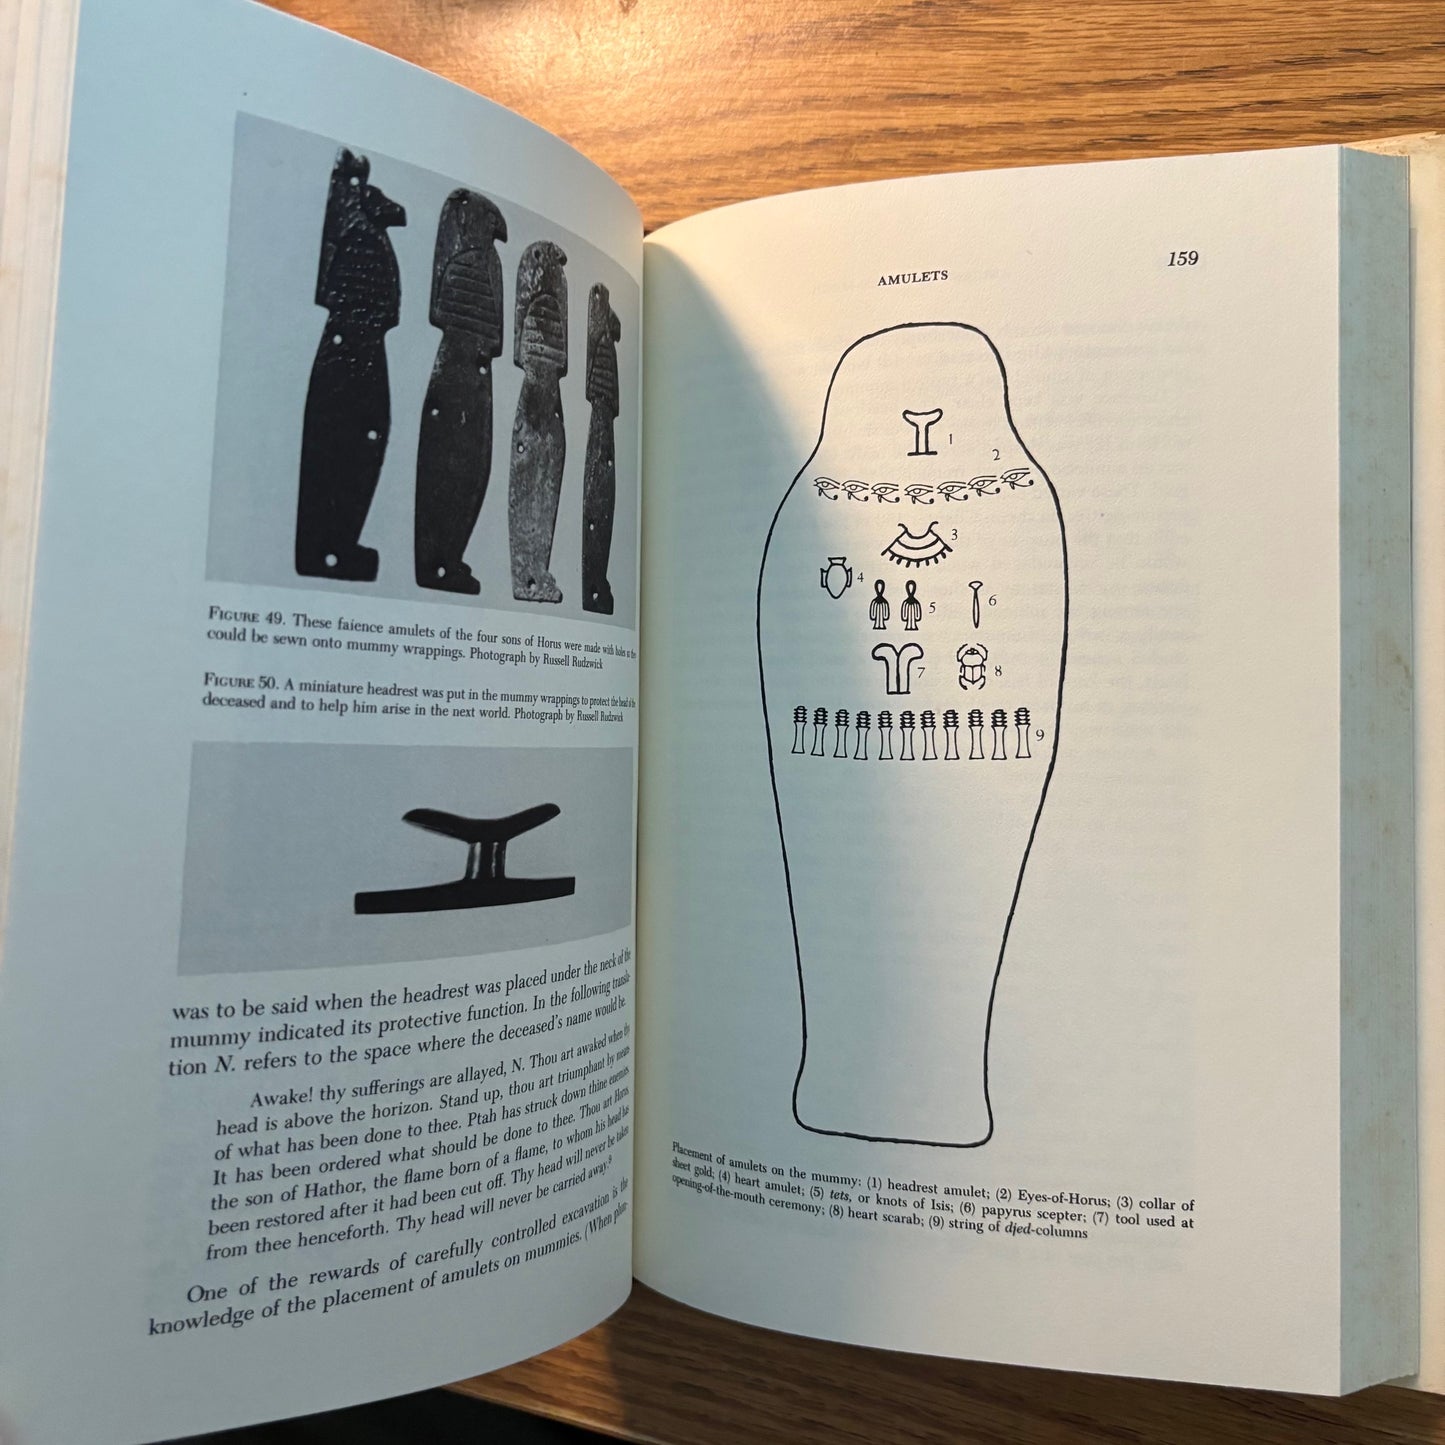 FIGURE 49. These faience amulets of the four sons of Horus were made with holes so they
could be sewn onto mummy wrappings. Photograph by Russell Rudzwick
FIGURE 50. A miniature headrest was put in the mummy wrappings to protect the head of the
deceased and to help him arise in the next world. Photograph by Russell Rudzwick
was to be said when the headrest was placed under the neck of the
mummy indicated its protective function. In the following transla-
tion N. refers to the space where the deceased's name would be.
Awake! thy sufferings are allayed, N. Thou art awaked when thy
head is above the horizon. Stand up, thou art triumphant by means
of what has been done to thee. Ptah has struck down thine enemies.
It has been ordered what should be done to thee. Thou art Horus
the son of Hathor, the flame born of a flame, to whom his head has
been restored after it had been cut off. Thy head will never be taken
from thee henceforth. Thy head will never be carried away.⁹
One of the rewards of carefully controlled excavation is the
knowledge of the placement of amulets on mummies. (When plun-
AMULETS
159
1
2
3
4
5
6
7
8
9
Placement of amulets on the mummy: (1) headrest amulet; (2) Eyes-of-Horus; (3) collar of
sheet gold; (4) heart amulet; (5) tets, or knots of Isis; (6) papyrus scepter; (7) tool used at
opening-of-the-mouth ceremony; (8) heart scarab; (9) string of djed-columns